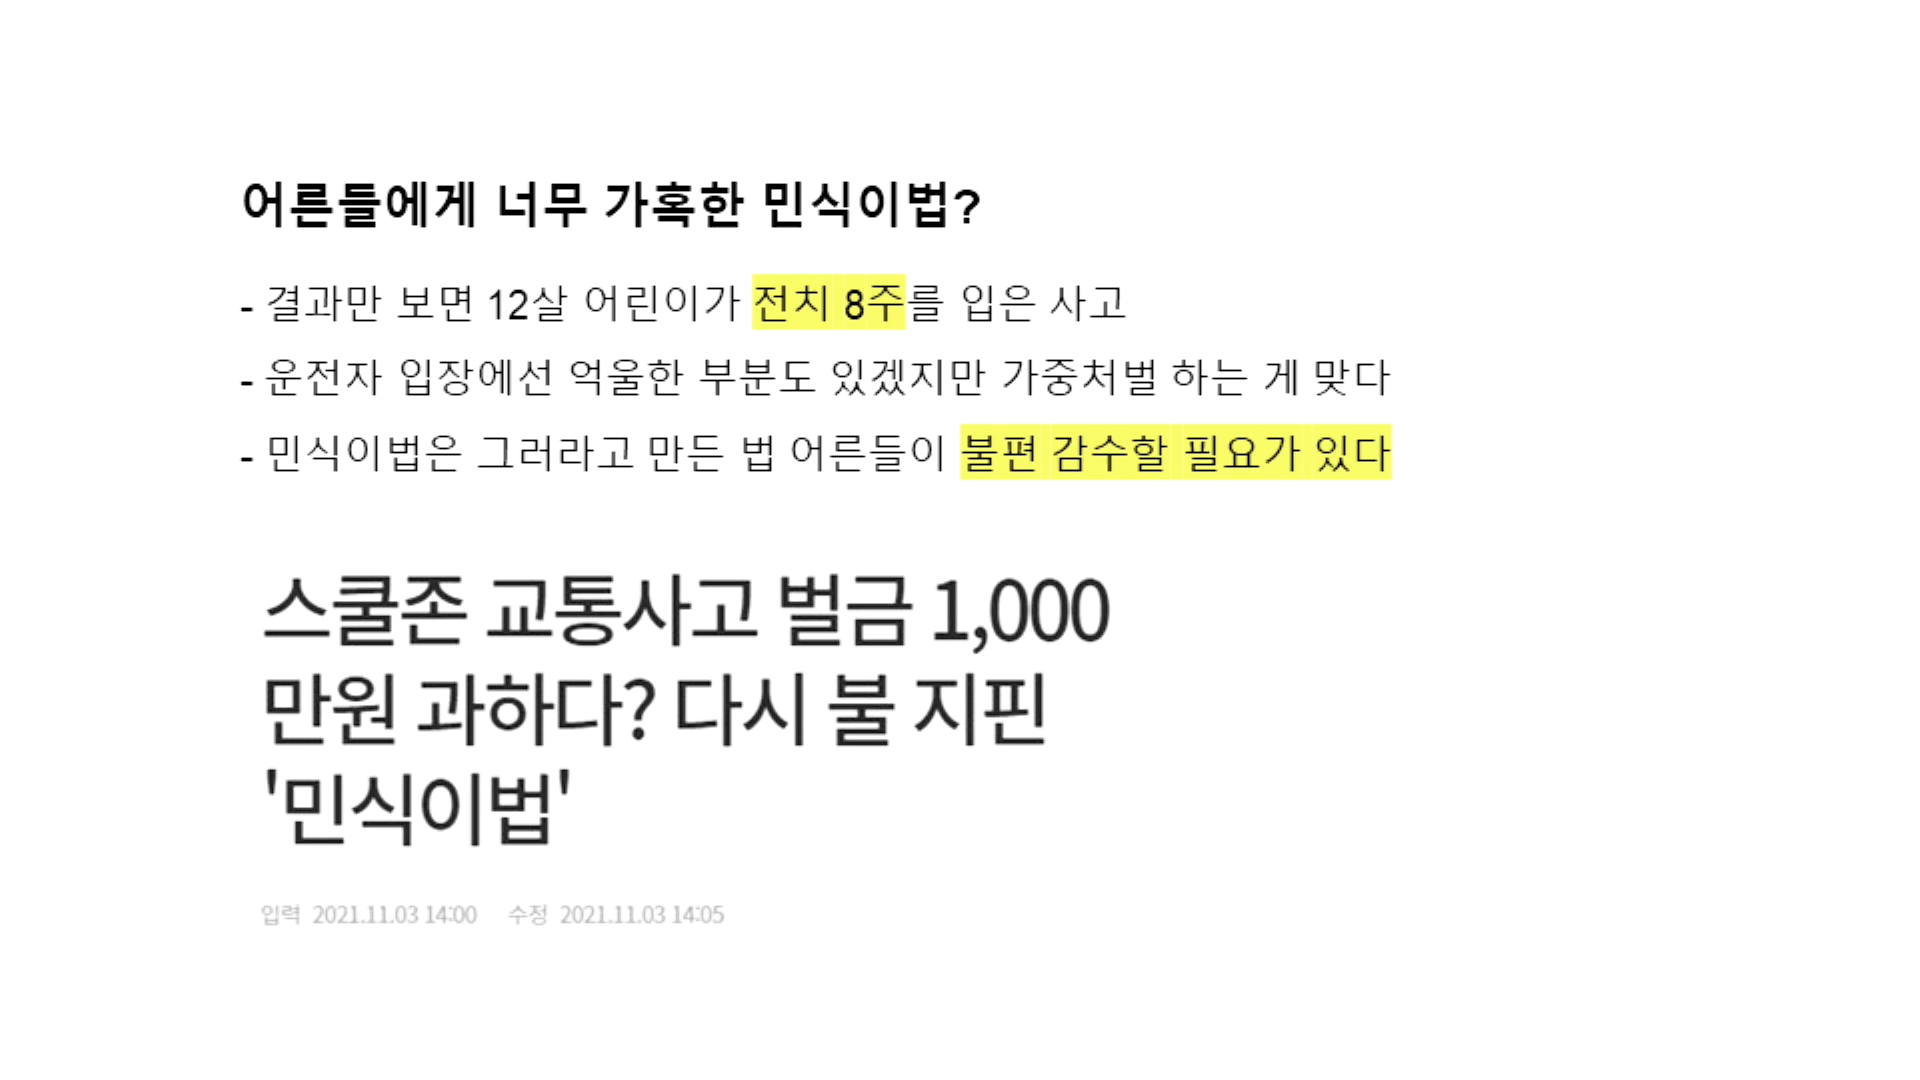 어른들에게 너무 가혹한 민식이법?
- 결과만 보면 12살 어린이가 전치 8주를 입은 사고
- 운전자 입장에선 억울한 부분도 있겠지만 가중처벌 하는 게 맞다
- 민식이법은 그러라고 만든 법 어른들이 불편 감수할 필요가 있다
스쿨존 교통사고 벌금 1,000
만원 과하다? 다시 불 지핀
'민식이법'
입력 2021.11.03 14:00 수정 2021.11.03 14:05